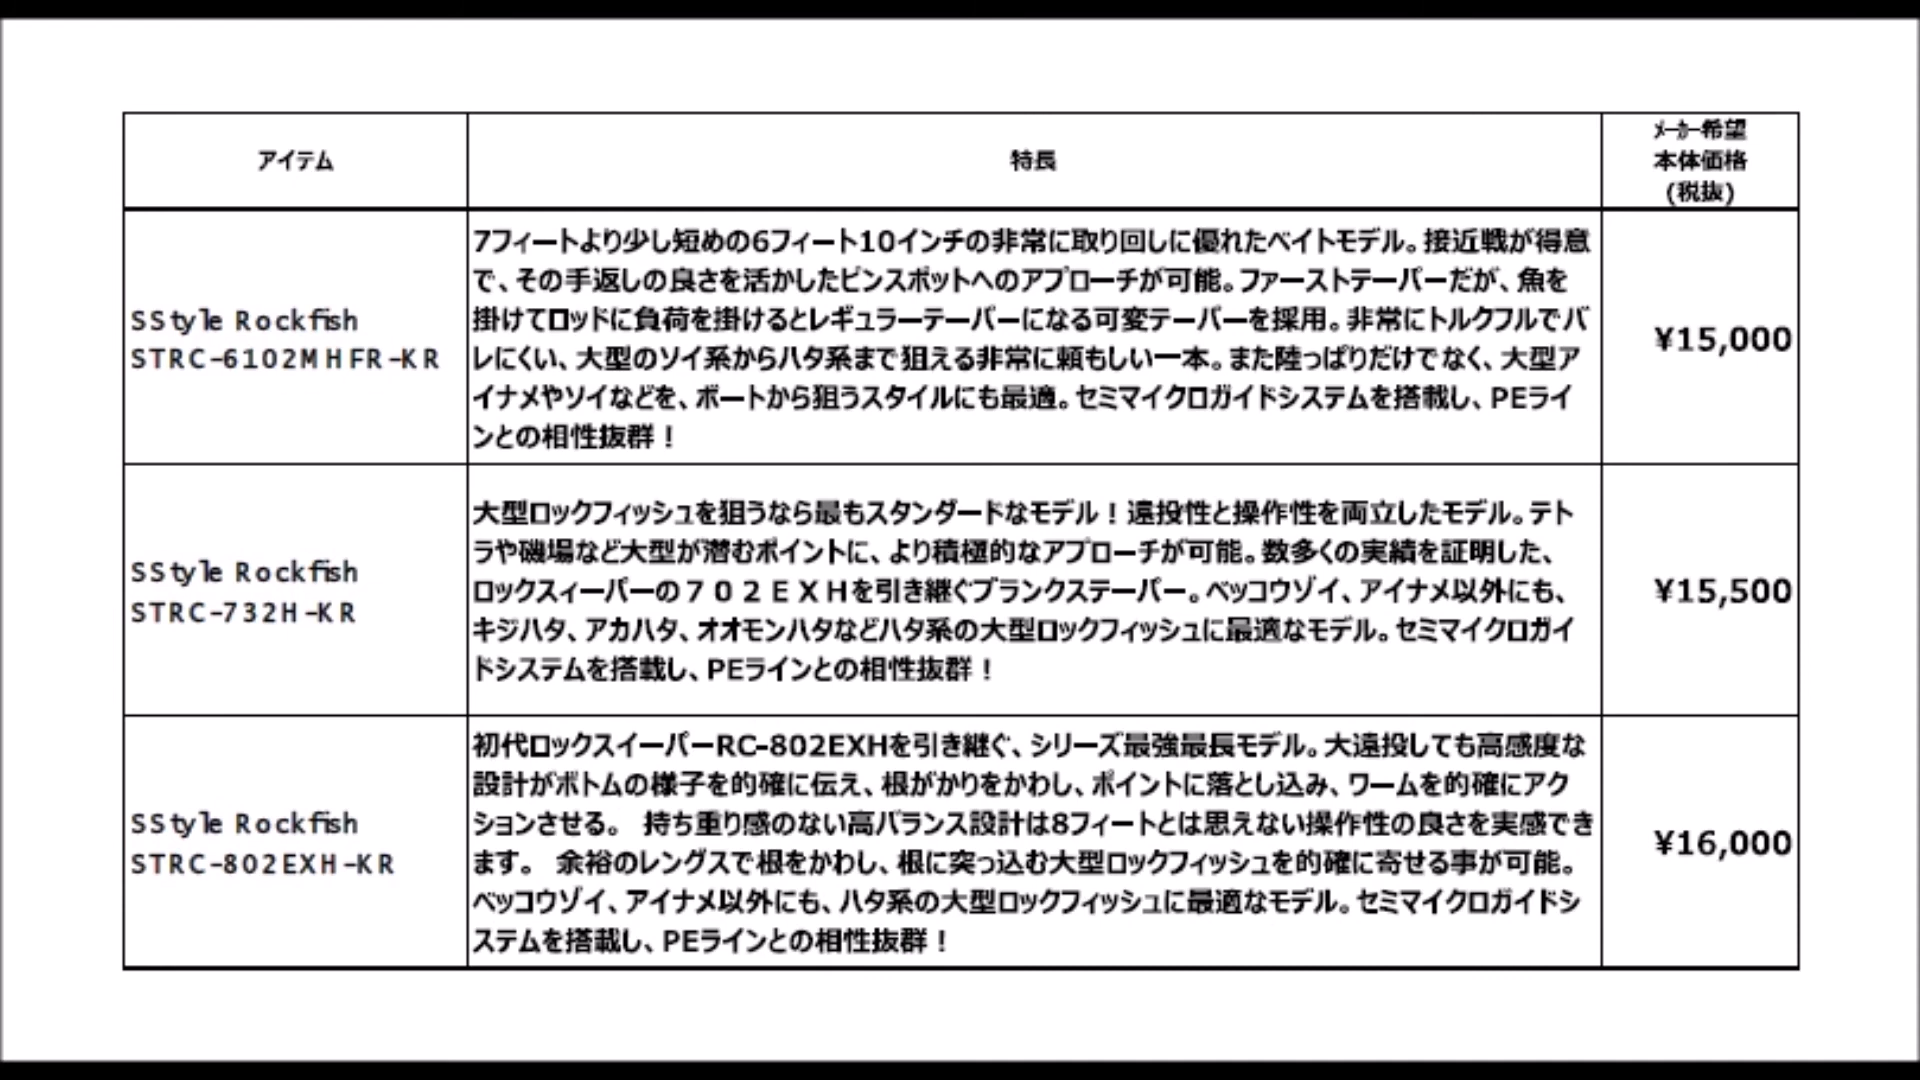 アイテム
特長
ﾒｰｶｰ希望
本体価格
(税抜)
SStyle Rockfish
STRC-6102MHFR-KR
7フィートより少し短めの6フィート10インチの非常に取り回しに優れたベイトモデル。接近戦が得意
で、その手返しの良さを活かしたピンスポットへのアプローチが可能。ファーストテーパーだが、魚を
掛けてロッドに負荷を掛けるとレギュラーテーパーになる可変テーパーを採用。非常にトルクフルでバ
レにくい、大型のソイ系からハタ系まで狙える非常に頼もしい一本。また陸っぱりだけでなく、大型ア
イナメやソイなどを、ボートから狙うスタイルにも最適。セミマイクロガイドシステムを搭載し、PEライ
ンとの相性抜群！
¥15,000
SStyle Rockfish
STRC-732H-KR
大型ロックフィッシュを狙うなら最もスタンダードなモデル！遠投性と操作性を両立したモデル。テト
ラや磯場など大型が潜むポイントに、より積極的なアプローチが可能。数多くの実績を証明した、
ロックスィーパーの７０２ＥＸＨを引き継ぐブランクステーパー。ベッコウゾイ、アイナメ以外にも、
キジハタ、アカハタ、オオモンハタなどハタ系の大型ロックフィッシュに最適なモデル。セミマイクロガイ
ドシステムを搭載し、PEラインとの相性抜群！
¥15,500
SStyle Rockfish
STRC-802EXH-KR
初代ロックスイーパーRC-802EXHを引き継ぐ、シリーズ最強最長モデル。大遠投しても高感度な
設計がボトムの様子を的確に伝え、根がかりをかわし、ポイントに落とし込み、ワームを的確にアク
ションさせる。 持ち重り感のない高バランス設計は8フィートとは思えない操作性の良さを実感でき
ます。 余裕のレングスで根をかわし、根に突っ込む大型ロックフィッシュを的確に寄せる事が可能。
ベッコウゾイ、アイナメ以外にも、ハタ系の大型ロックフィッシュに最適なモデル。セミマイクロガイドシ
ステムを搭載し、PEラインとの相性抜群！
¥16,000